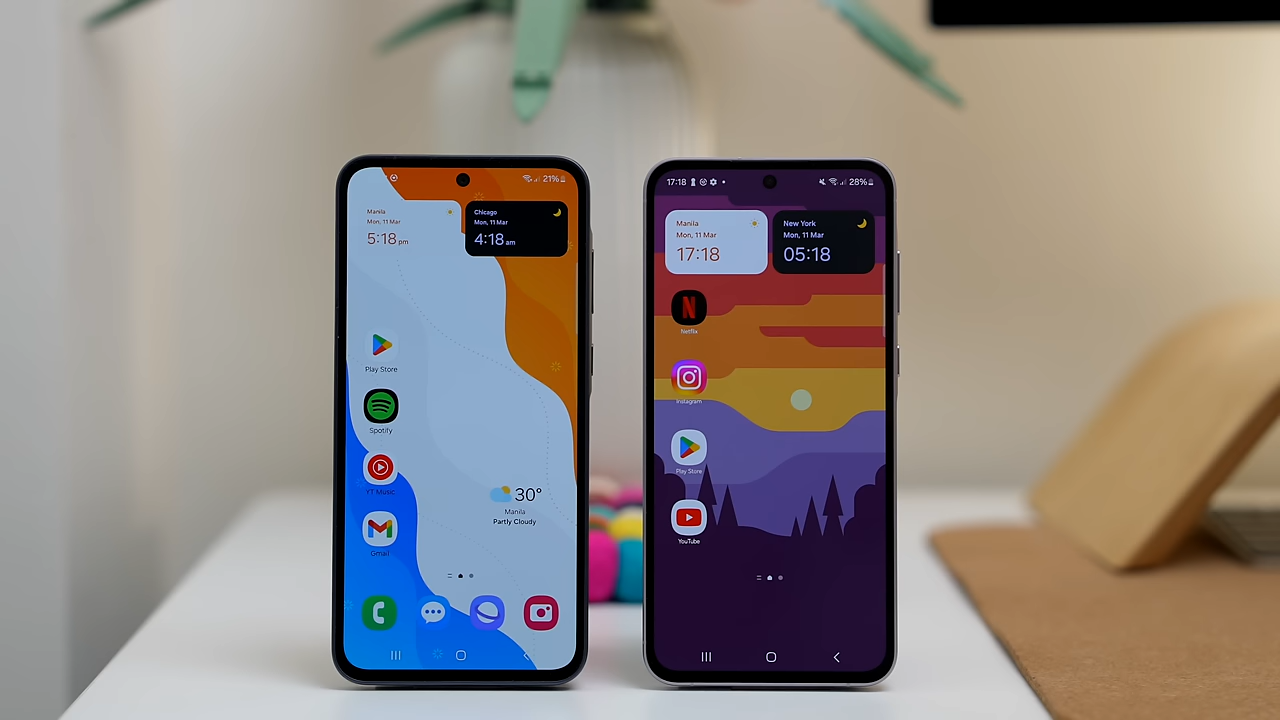 21%
Manila
Mon, 11 Mar
5:18 pm
Chicago
Mon, 11 Mar
4:18 am
Play Store
Spotify
YT Music
Gmail
30°
Manila
Partly Cloudy
17:18
28%
Manila
Mon, 11 Mar
17:18
New York
Mon, 11 Mar
05:18
N
Netflix
Instagram
Play Store
YouTube